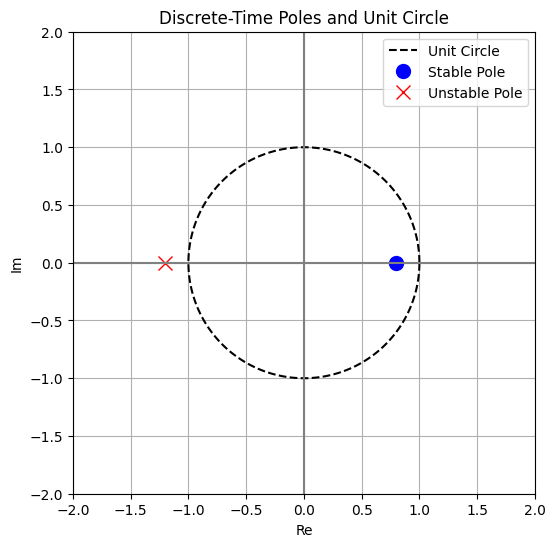 Discrete-Time Poles and Unit Circle
Unit Circle
Stable Pole
Unstable Pole
2.0
1.5
1.0
0.5
0.0
−0.5
−1.0
−1.5
−2.0
Im
−2.0 −1.5 −1.0 −0.5 0.0 0.5 1.0 1.5 2.0
Re